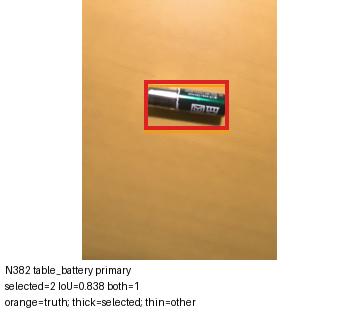 N382 table_battery primary
selected=2 IoU=0.838 both=1
orange=truth; thick=selected; thin=other